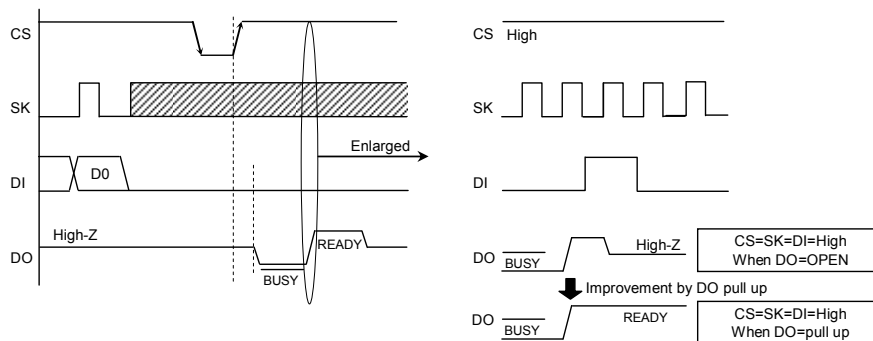 CS
SK
DI
D0
Enlarged
High-Z
DO
BUSY
READY
CS High
SK
DI
DO
BUSY
High-Z
CS=SK=DI=High
When DO=OPEN
Improvement by DO pull up
DO
BUSY
READY
CS=SK=DI=High
When DO=pull up